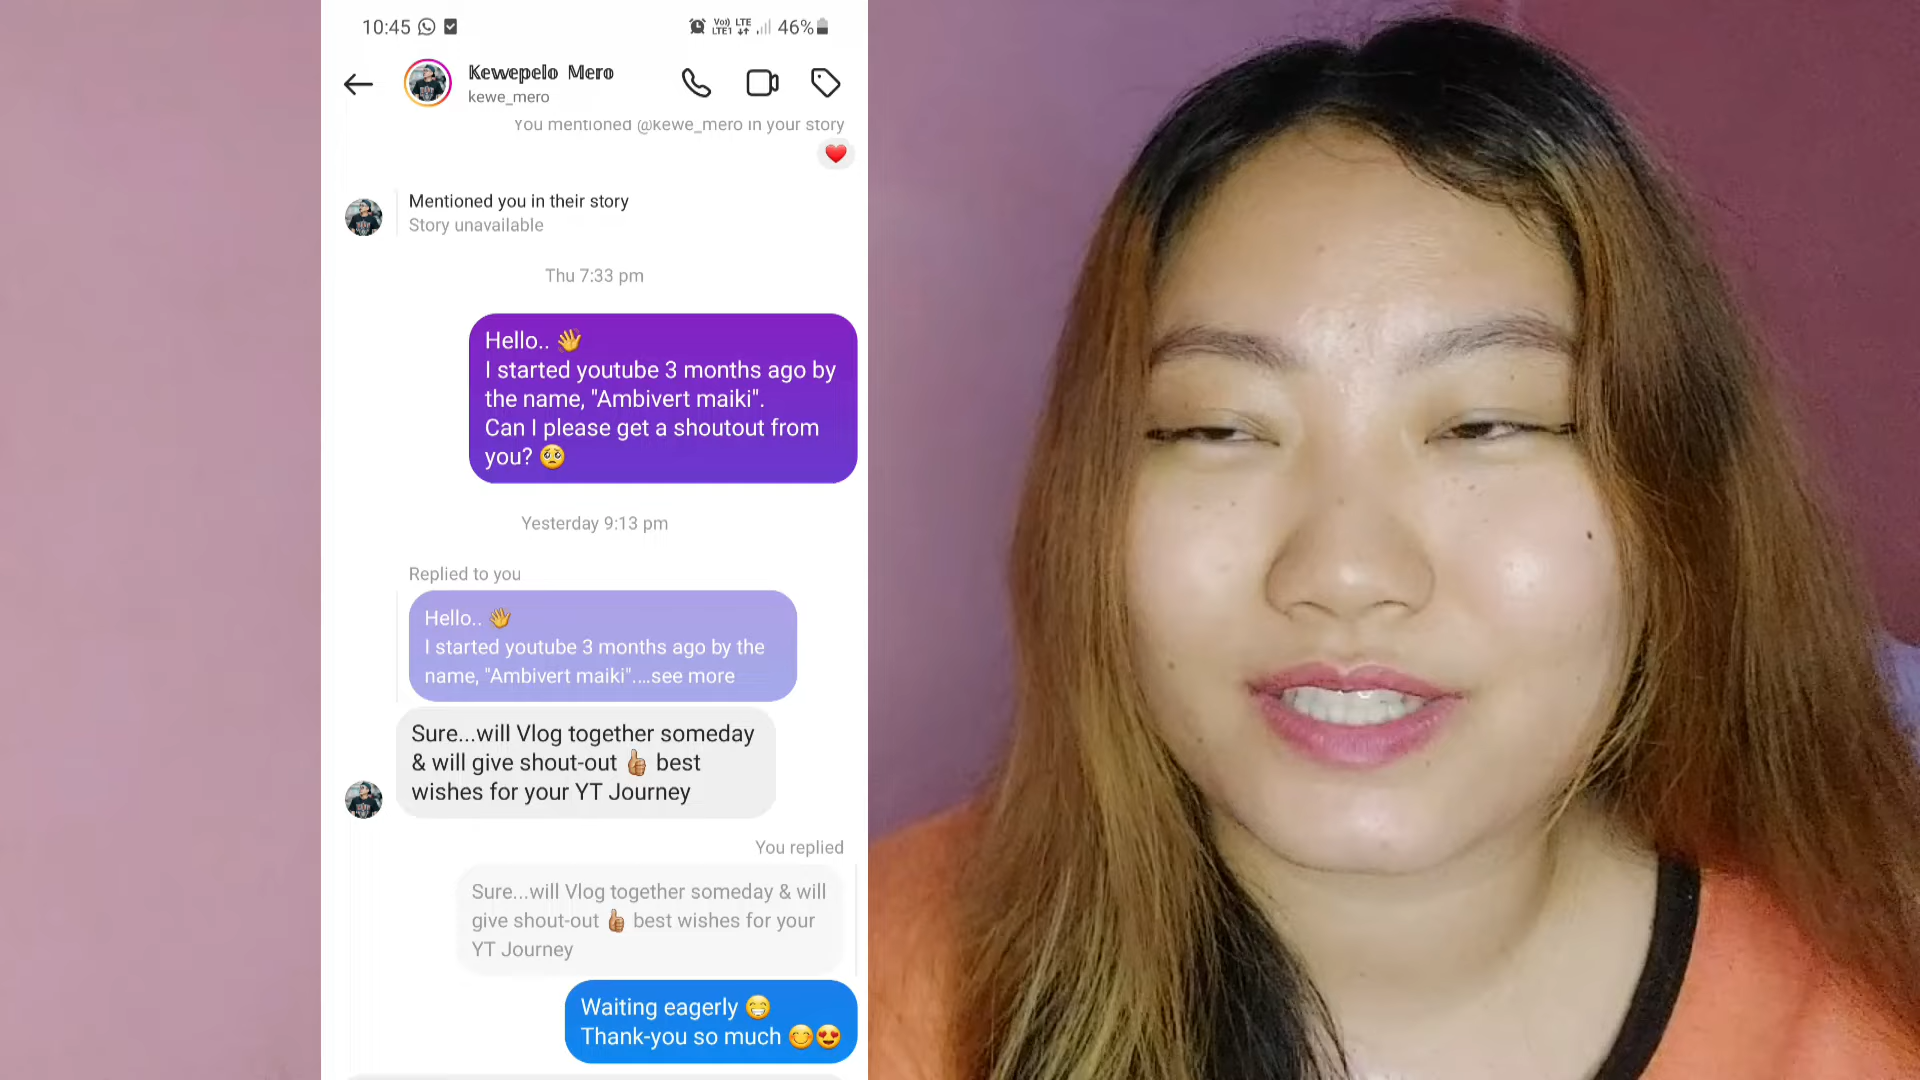 10:45
Vo) LTE
LTE1
46%
Kewepelo Mero
kewe_mero
You mentioned @kewe_mero in your story
❤️
Mentioned you in their story
Story unavailable
Thu 7:33 pm
Hello.. 👋
I started youtube 3 months ago by
the name, "Ambivert maiki".
Can I please get a shoutout from
you? 🥺
Yesterday 9:13 pm
Replied to you
Hello.. 👋
I started youtube 3 months ago by the
name, "Ambivert maiki"....see more
Sure...will Vlog together someday
& will give shout-out 👍🏼 best
wishes for your YT Journey
You replied
Sure...will Vlog together someday & will
give shout-out 👍🏼 best wishes for your
YT Journey
Waiting eagerly 😁
Thank-you so much 😊😍